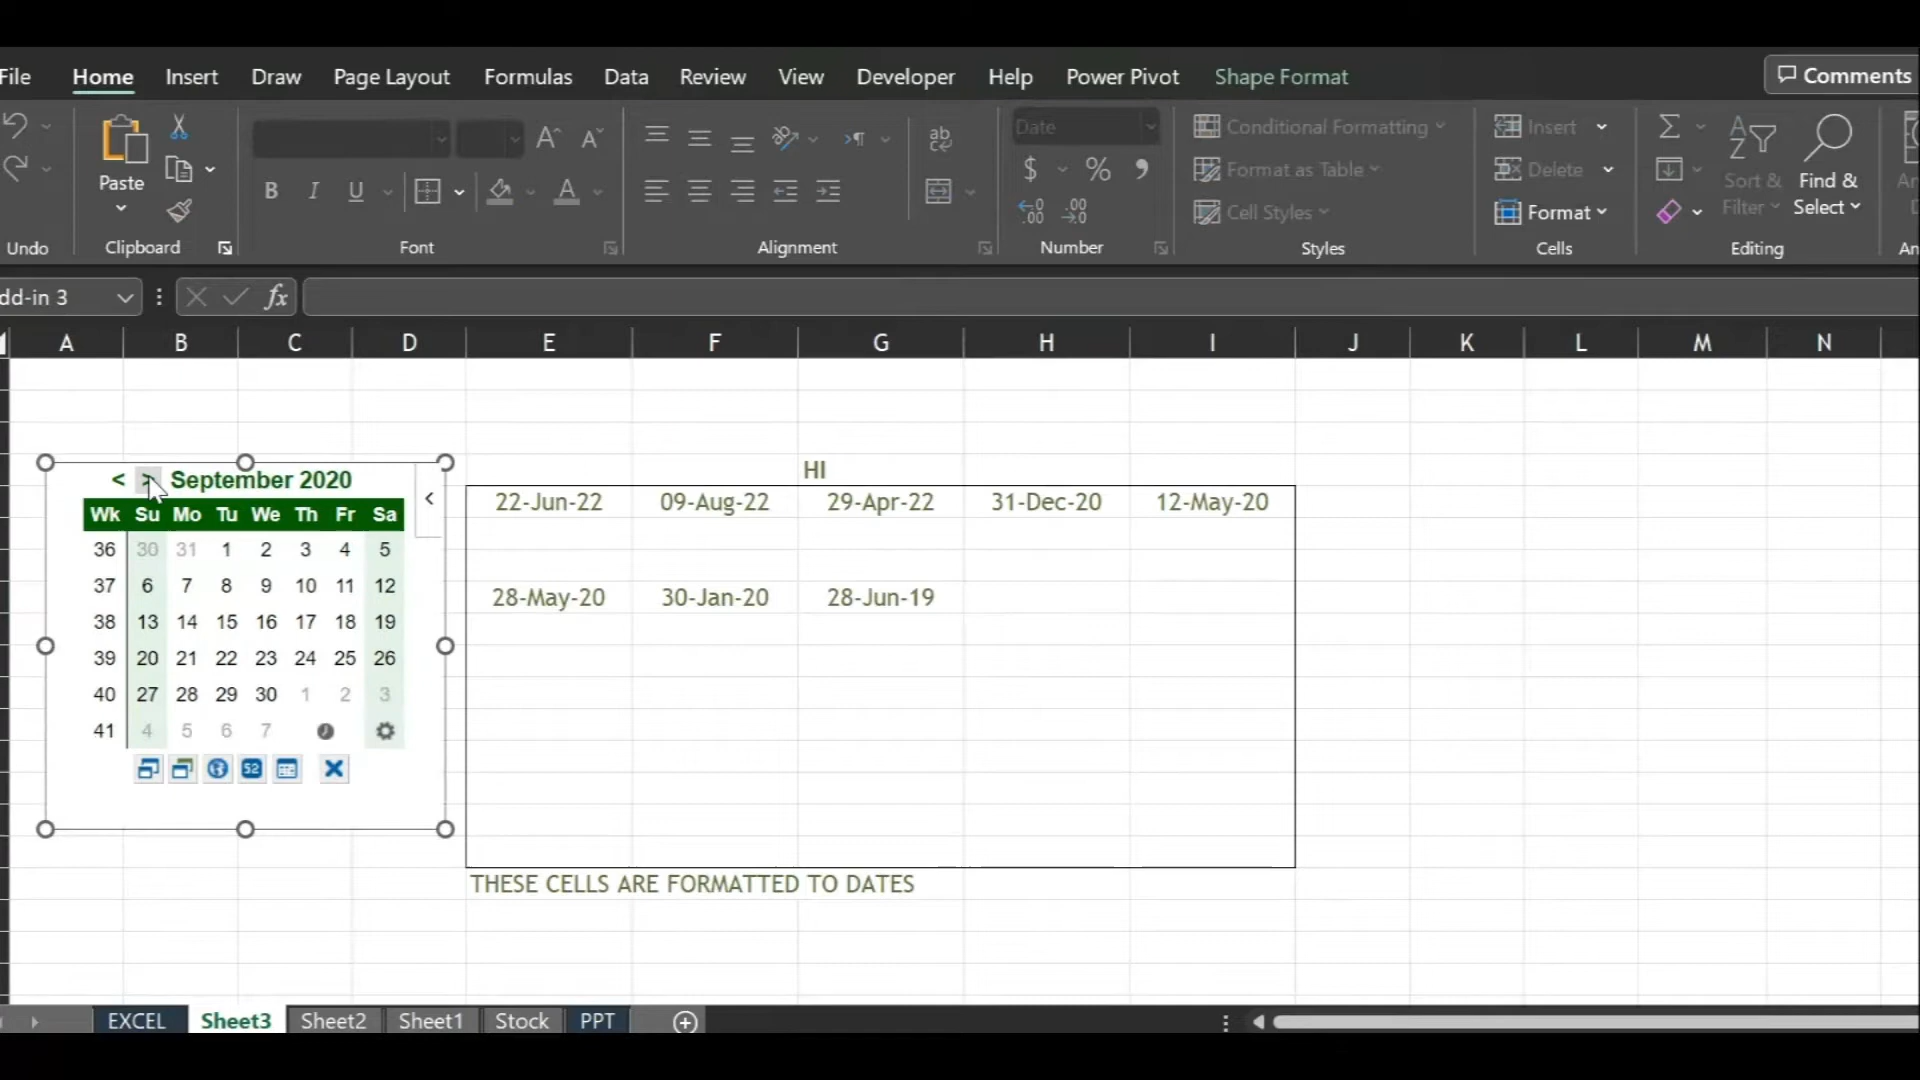 File Home Insert Draw Page Layout Formulas Data Review View Developer Help Power Pivot Shape Format Comments
Date Conditional Formatting Insert
$ % Format as Table Delete
Paste B I U A Cell Styles Format Sort & Filter Find & Select
Undo Clipboard Font Alignment Number Styles Cells Editing
dd-in 3 fx
A B C D E F G H I J K L M N
HI
< > September 2020 <
Wk Su Mo Tu We Th Fr Sa
36 30 31 1 2 3 4 5
37 6 7 8 9 10 11 12
38 13 14 15 16 17 18 19
39 20 21 22 23 24 25 26
40 27 28 29 30 1 2 3
41 4 5 6 7
52
22-Jun-22 09-Aug-22 29-Apr-22 31-Dec-20 12-May-20
28-May-20 30-Jan-20 28-Jun-19
THESE CELLS ARE FORMATTED TO DATES
EXCEL Sheet3 Sheet2 Sheet1 Stock PPT